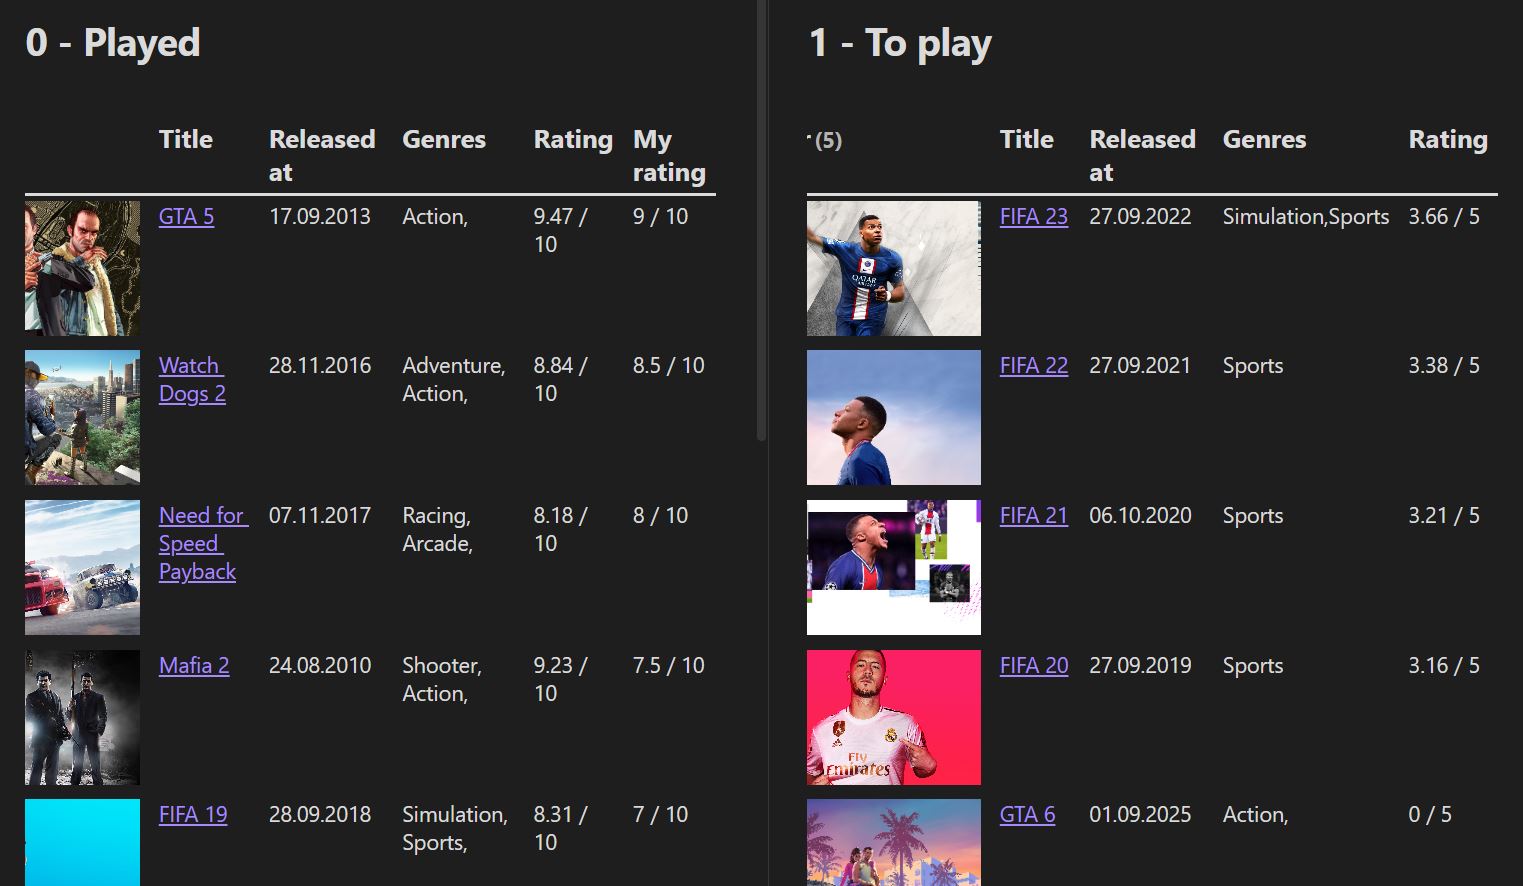 0 - Played
Title Released at Genres Rating My rating
GTA 5 17.09.2013 Action, 9.47 / 10 9 / 10
Watch Dogs 2 28.11.2016 Adventure, Action, 8.84 / 10 8.5 / 10
Need for Speed Payback 07.11.2017 Racing, Arcade, 8.18 / 10 8 / 10
Mafia 2 24.08.2010 Shooter, Action, 9.23 / 10 7.5 / 10
FIFA 19 28.09.2018 Simulation, Sports, 8.31 / 10 7 / 10
1 - To play
(5) Title Released at Genres Rating
FIFA 23 27.09.2022 Simulation,Sports 3.66 / 5
QATAR
FIFA 22 27.09.2021 Sports 3.38 / 5
FIFA 21 06.10.2020 Sports 3.21 / 5
FIFA 20 27.09.2019 Sports 3.16 / 5
Fly
Emirates
GTA 6 01.09.2025 Action, 0 / 5